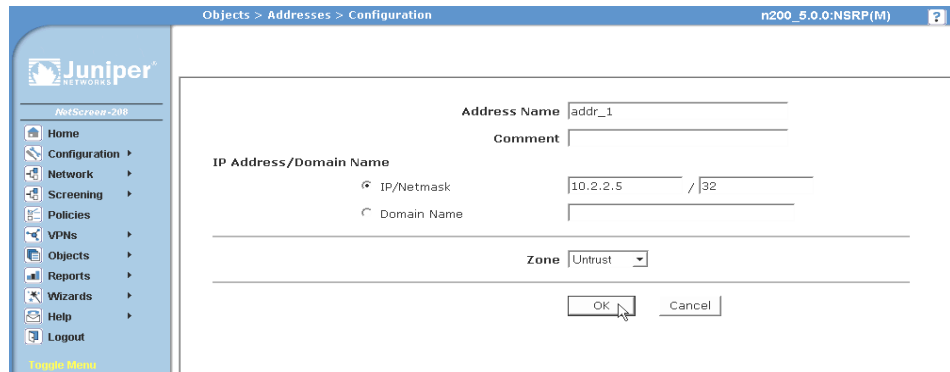 Objects > Addresses > Configuration
n200_5.0.0:NSRP(M)
?
Juniper®
NETWORKS
NetScreen-208
Home
Configuration
Network
Screening
Policies
VPNs
Objects
Reports
Wizards
Help
Logout
Toggle Menu
Address Name addr_1
Comment
IP Address/Domain Name
IP/Netmask 10.2.2.5 / 32
Domain Name
Zone Untrust
OK Cancel